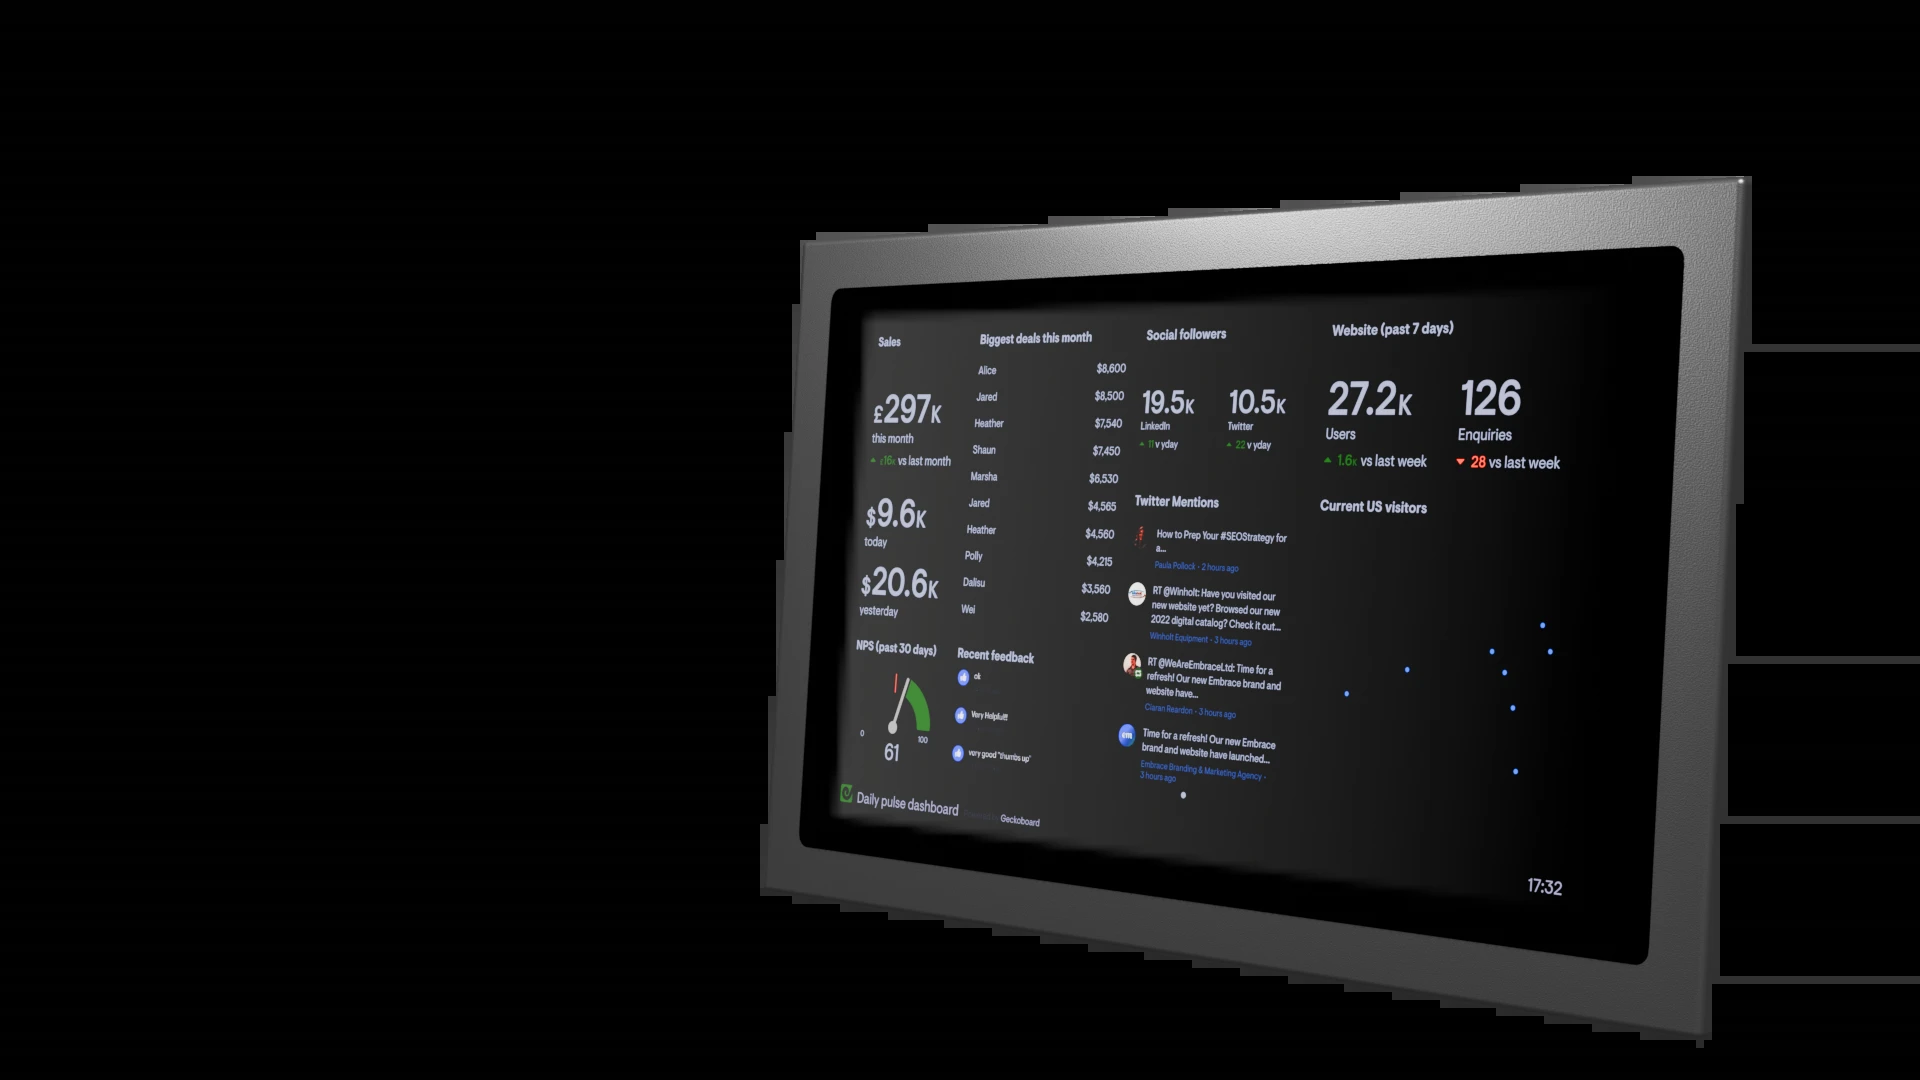 Sales
£297K
this month
£16K vs last month
$9.6K
today
$20.6K
yesterday
NPS (past 30 days)
0
100
61
Biggest deals this month
Alice $8,600
Jared $8,500
Heather $7,540
Shaun $7,450
Marsha $6,530
Jared $4,565
Heather $4,560
Polly $4,215
Dalisu $3,560
Wei $2,580
Recent feedback
ok
Very Helpful!!
very good "thumbs up"
Social followers
19.5K
LinkedIn
11 v yday
10.5K
Twitter
22 v yday
Twitter Mentions
How to Prep Your #SEOStrategy for
a...
Paula Pollock - 2 hours ago
RT @Winholt: Have you visited our
new website yet? Browsed our new
2022 digital catalog? Check it out...
Winholt Equipment - 3 hours ago
RT @WeAreEmbraceLtd: Time for a
refresh! Our new Embrace brand and
website have...
Ciaran Reardon - 3 hours ago
em
Time for a refresh! Our new Embrace
brand and website have launched...
Embrace Branding & Marketing Agency -
3 hours ago
Website (past 7 days)
27.2K
Users
1.6K vs last week
126
Enquiries
28 vs last week
Current US visitors
Daily pulse dashboard
Geckoboard
17:32